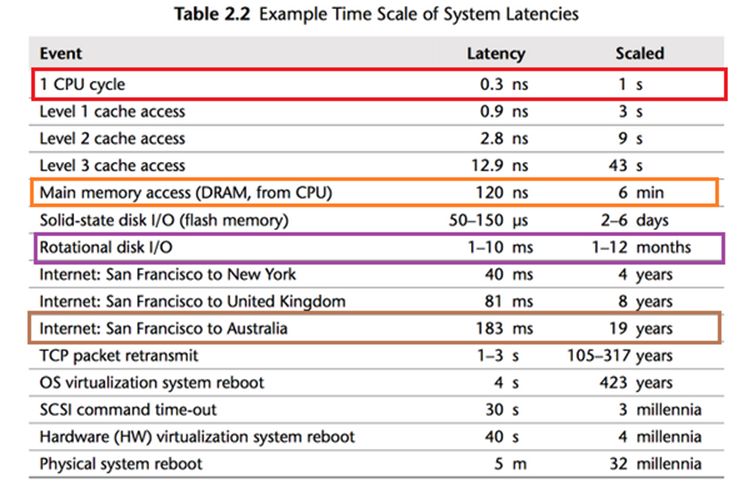 Table 2.2 Example Time Scale of System Latencies
Event Latency Scaled
1 CPU cycle 0.3 ns 1 s
Level 1 cache access 0.9 ns 3 s
Level 2 cache access 2.8 ns 9 s
Level 3 cache access 12.9 ns 43 s
Main memory access (DRAM, from CPU) 120 ns 6 min
Solid-state disk I/O (flash memory) 50–150 μs 2–6 days
Rotational disk I/O 1–10 ms 1–12 months
Internet: San Francisco to New York 40 ms 4 years
Internet: San Francisco to United Kingdom 81 ms 8 years
Internet: San Francisco to Australia 183 ms 19 years
TCP packet retransmit 1–3 s 105–317 years
OS virtualization system reboot 4 s 423 years
SCSI command time-out 30 s 3 millennia
Hardware (HW) virtualization system reboot 40 s 4 millennia
Physical system reboot 5 m 32 millennia